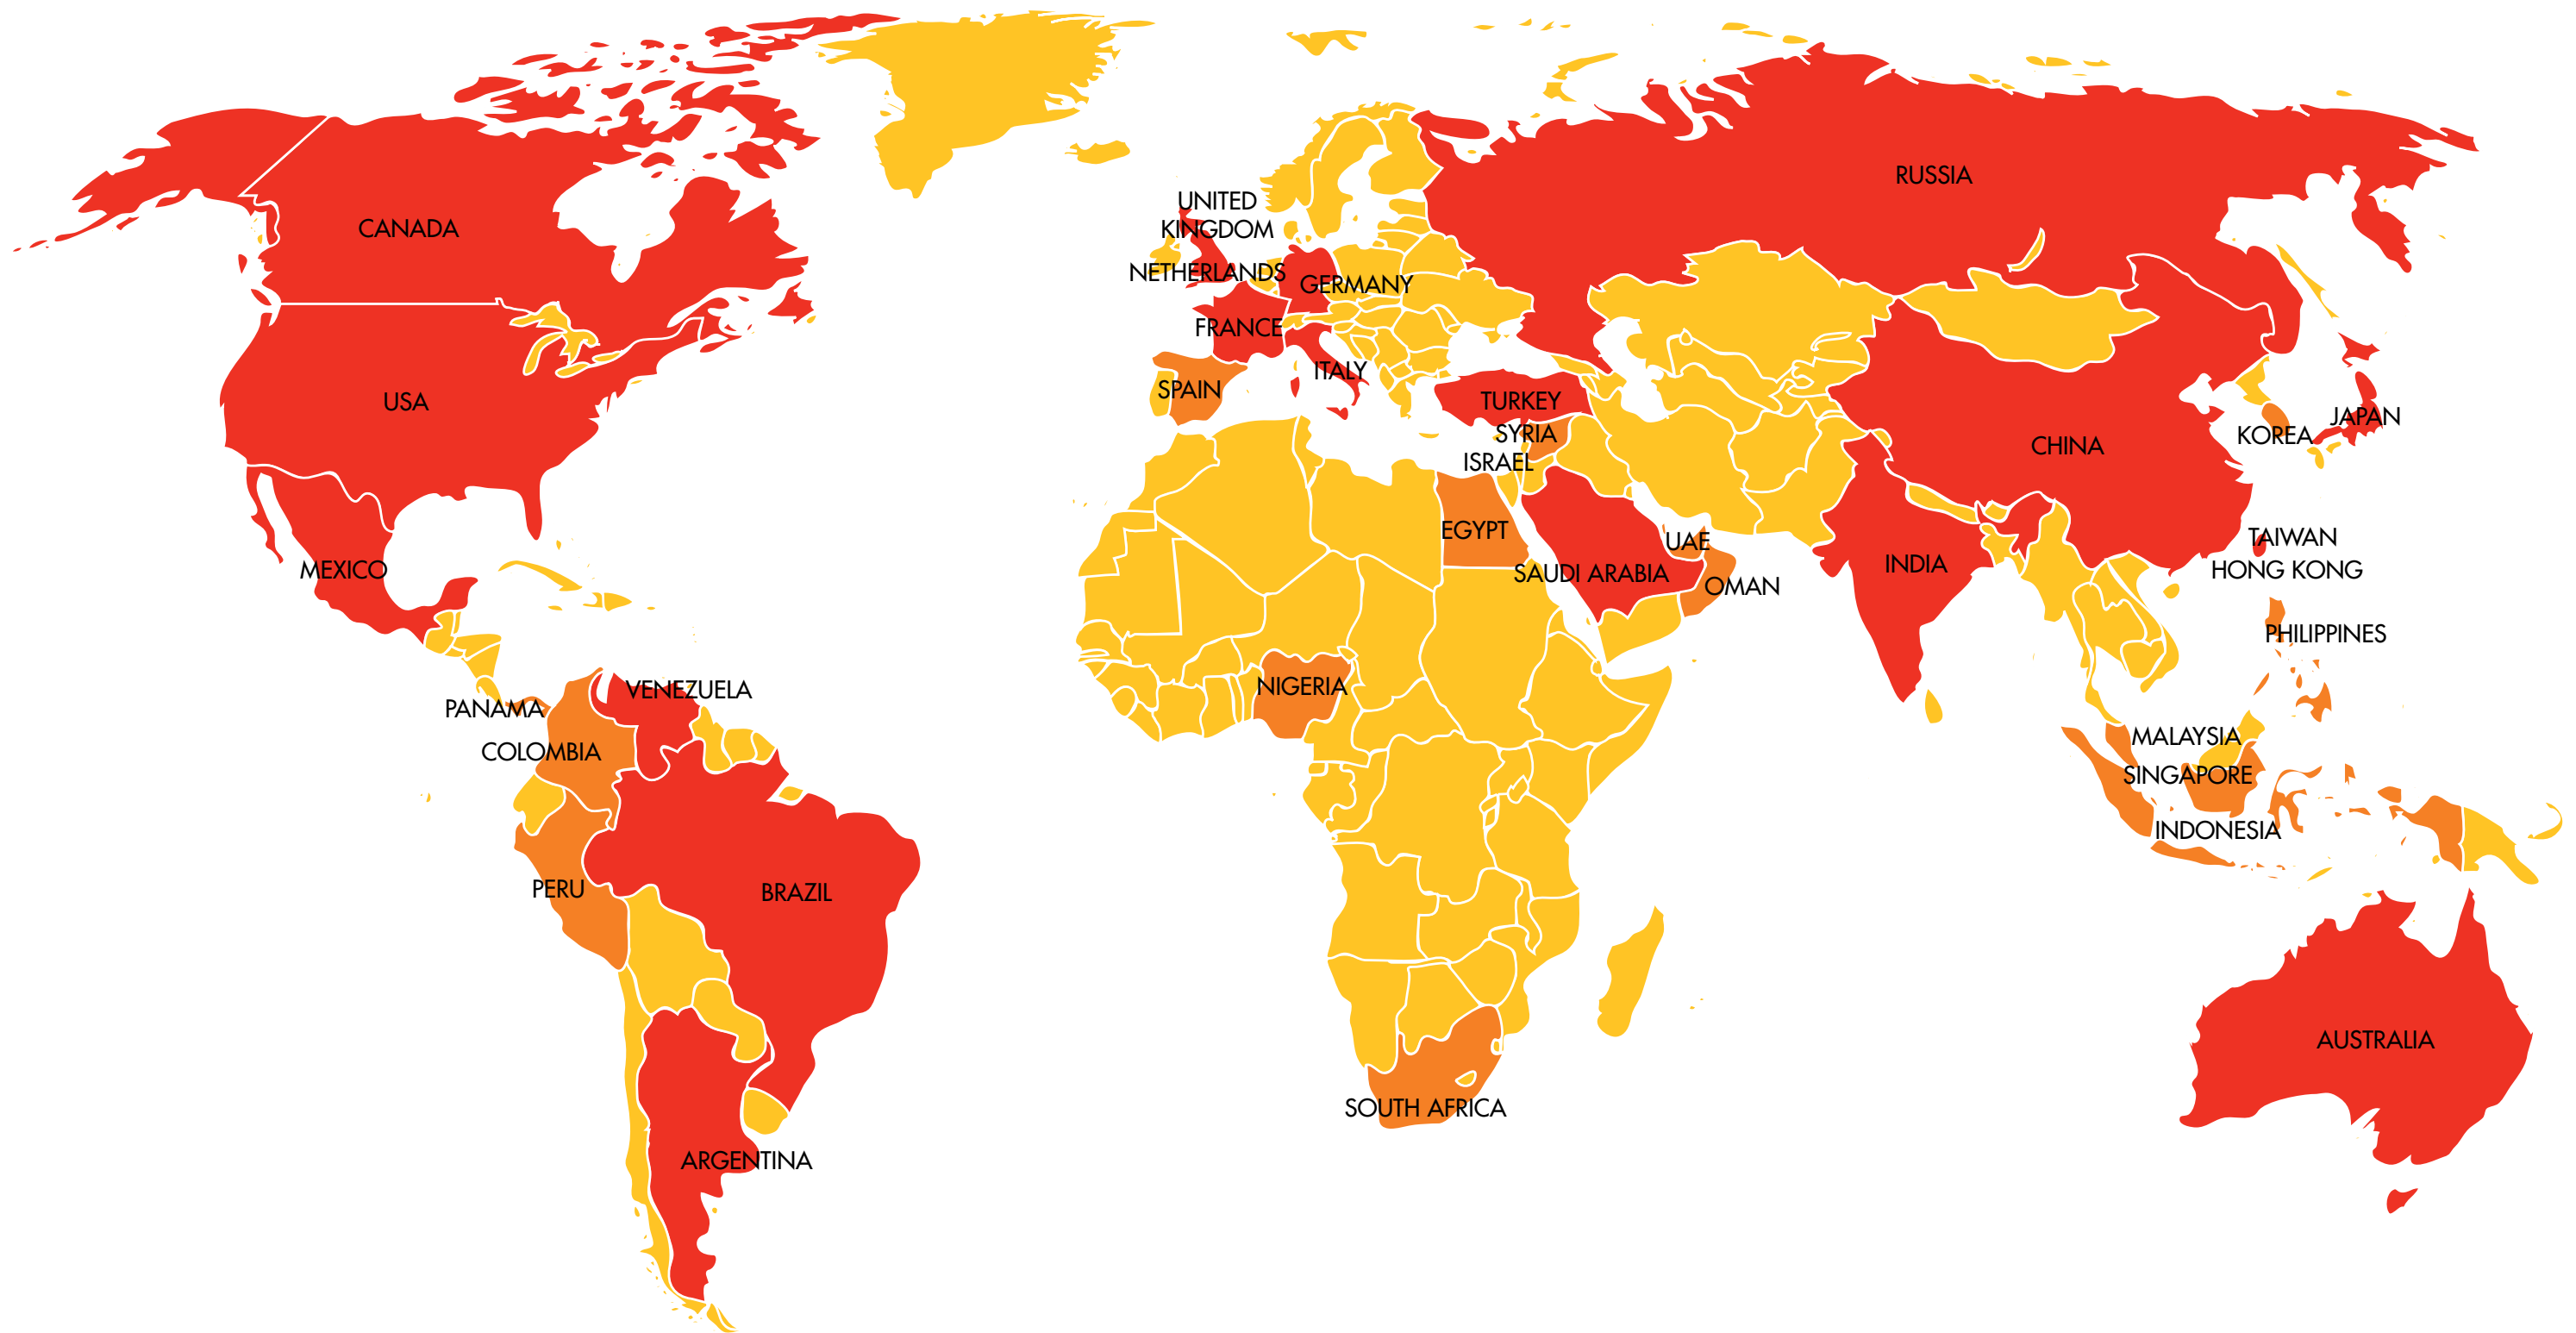 RUSSIA
UNITED
KINGDOM
CANADA
NETHERLANDS
GERMANY
FRANCE
ITALY
SPAIN
USA
TURKEY
JAPAN
SYRIA
KOREA
CHINA
ISRAEL
EGYPT
UAE
TAIWAN
INDIA
HONG KONG
MEXICO
SAUDI ARABIA
OMAN
PHILIPPINES
NIGERIA
VENEZUELA
PANAMA
MALAYSIA
COLOMBIA
SINGAPORE
INDONESIA
PERU
BRAZIL
AUSTRALIA
SOUTH AFRICA
ARGENTINA